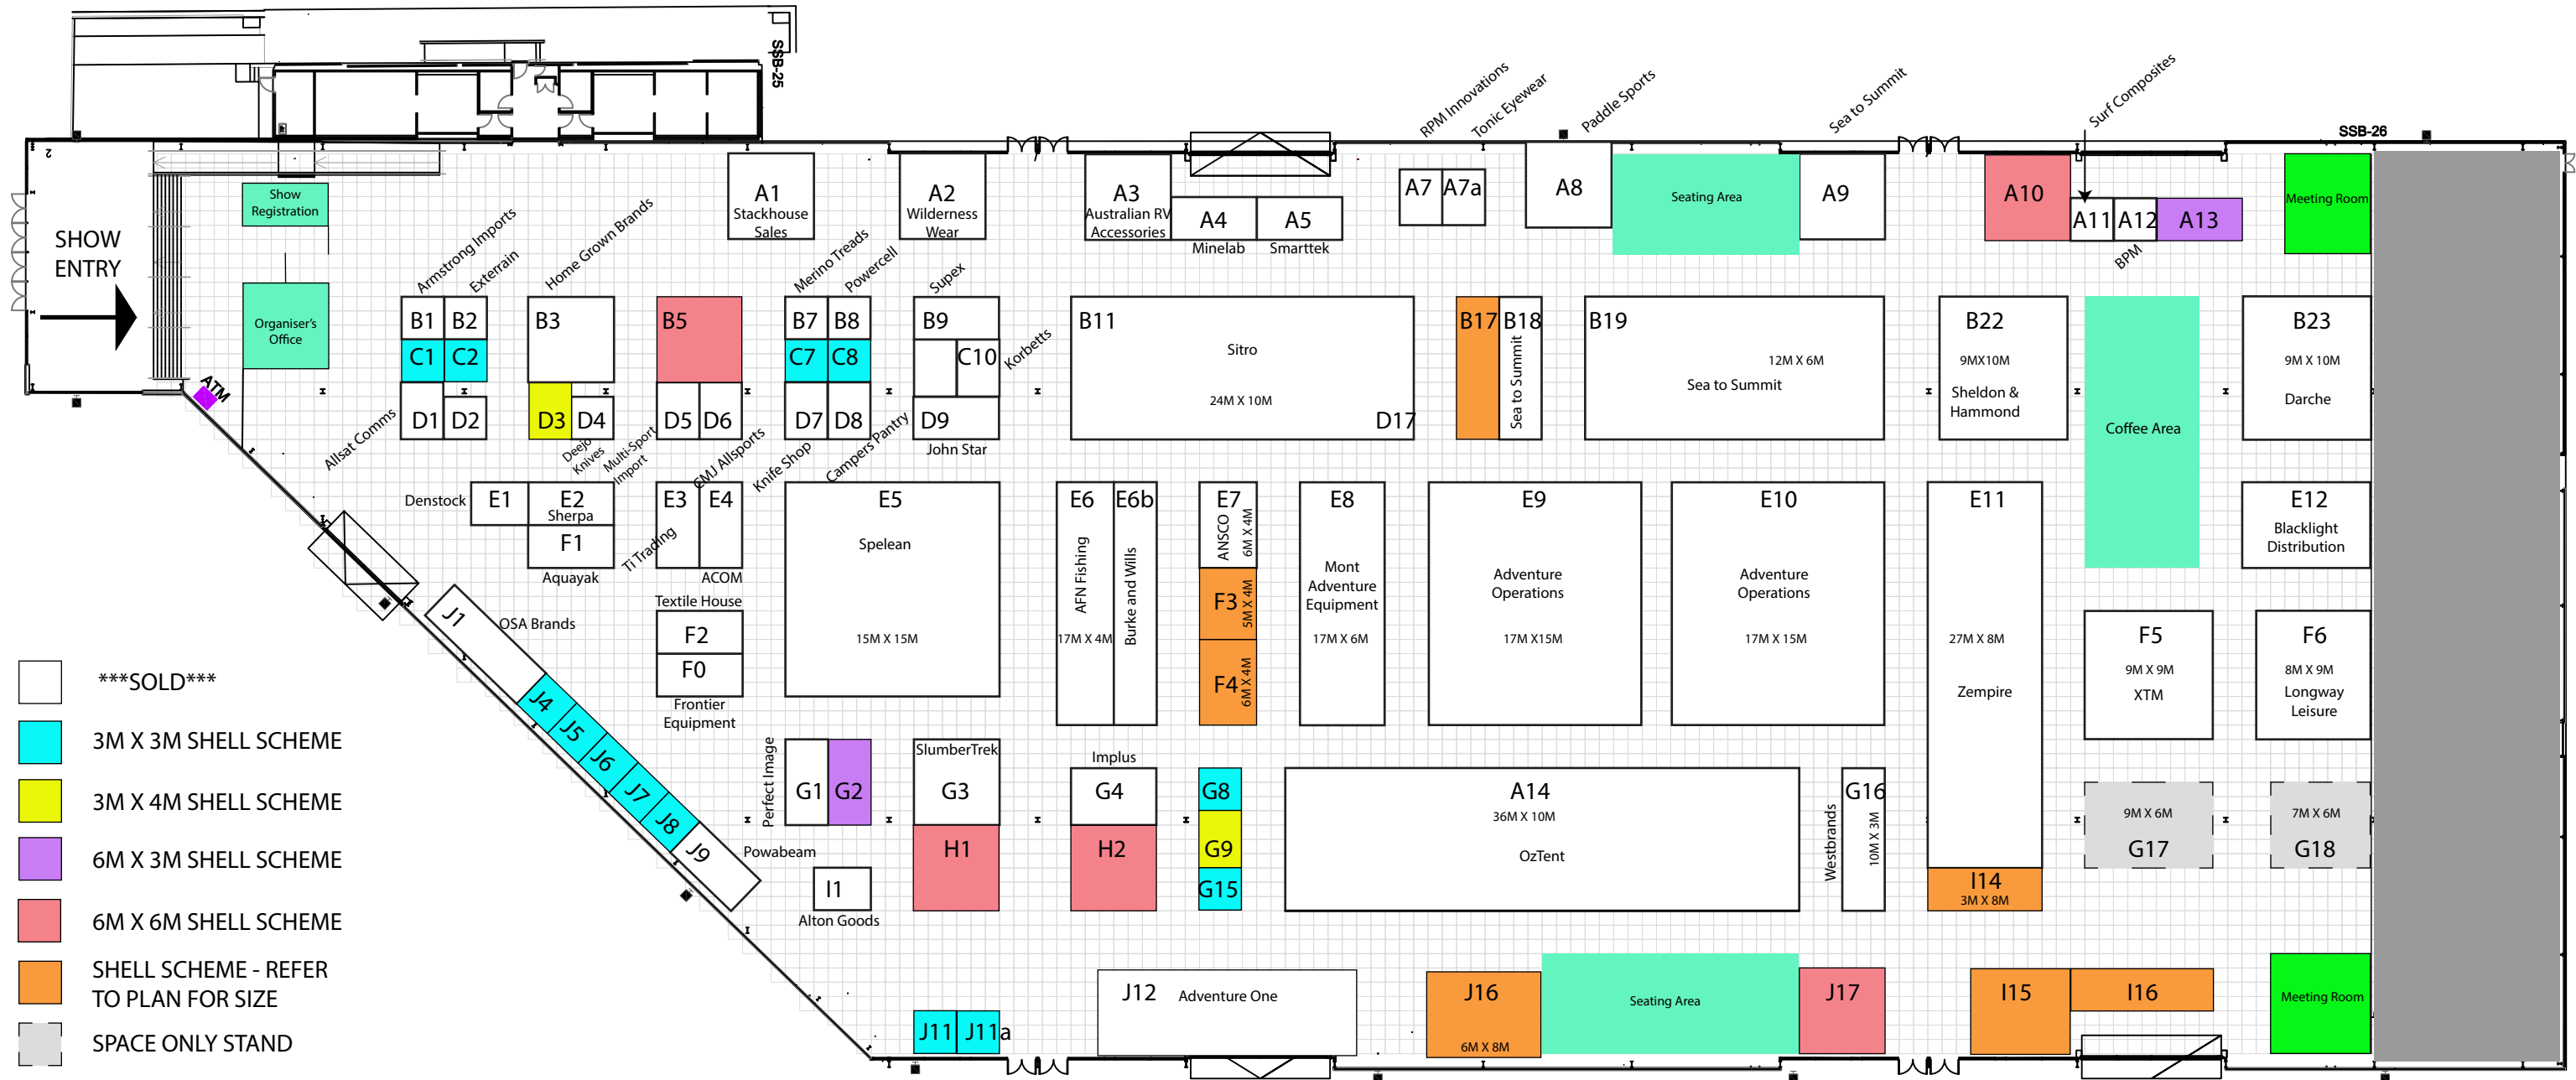 SSB-25
SSB-26
2
RPM Innovations
Tonic Eyewear
Paddle Sports
Sea to Summit
Surf Composites
Show
Registration
SHOW
ENTRY
Organiser's
Office
ATM
A1
Stackhouse
Sales
A2
Wilderness
Wear
A3
Australian RV
Accessories
A4
Minelab
A5
Smarttek
A7
A7a
A8
Seating Area
A9
A10
A11
A12
BPM
A13
Meeting Room
Armstrong Imports
Exterrain
Home Grown Brands
Merino Treads
Powercell
Supex
B1
B2
B3
B5
B7
B8
B9
B11
Sitro
24M X 10M
D17
B17
B18
Sea to Summit
B19
12M X 6M
Sea to Summit
B22
9MX10M
Sheldon &
Hammond
Coffee Area
B23
9M X 10M
Darche
C1
C2
C7
C8
C10
Korbetts
D1
D2
D3
D4
D5
D6
D7
D8
D9
John Star
Allsat Comms
Deejo
Knives
Multi-Sport
Import
CMJ Allsports
Knife Shop
Campers Pantry
Denstock
E1
E2
Sherpa
F1
Aquayak
E3
E4
Ti Trading
ACOM
E5
Spelean
15M X 15M
E6
AFN Fishing
17M X 4M
E6b
Burke and Wills
E7
ANSCO
6M X 4M
F3
5M X 4M
F4
6M X 4M
E8
Mont
Adventure
Equipment
17M X 6M
E9
Adventure
Operations
17M X15M
E10
Adventure
Operations
17M X 15M
E11
27M X 8M
Zempire
E12
Blacklight
Distribution
Textile House
F2
F0
Frontier
Equipment
F5
9M X 9M
XTM
F6
8M X 9M
Longway
Leisure
J1
OSA Brands
J4
J5
J6
J7
J8
J9
Powabeam
Perfect Image
G1
G2
SlumberTrek
G3
H1
Implus
G4
H2
G8
G9
G15
A14
36M X 10M
OzTent
Westbrands
G16
10M X 3M
I14
3M X 8M
9M X 6M
G17
7M X 6M
G18
I1
Alton Goods
J11
J11a
J12
Adventure One
J16
6M X 8M
Seating Area
J17
I15
I16
Meeting Room
***SOLD***
3M X 3M SHELL SCHEME
3M X 4M SHELL SCHEME
6M X 3M SHELL SCHEME
6M X 6M SHELL SCHEME
SHELL SCHEME - REFER
TO PLAN FOR SIZE
SPACE ONLY STAND